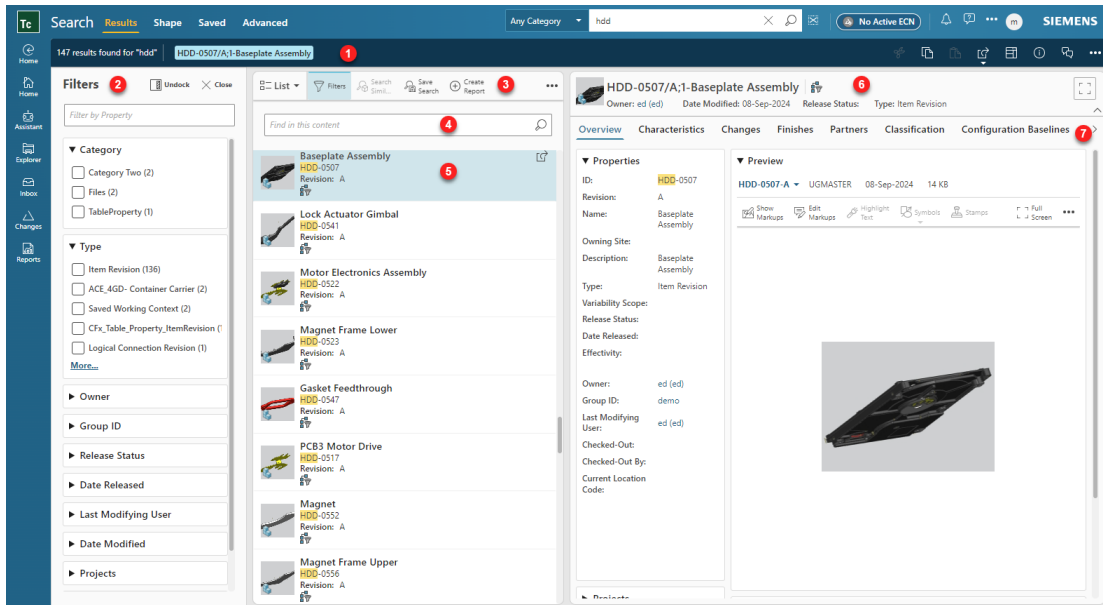 Tc
Search Results Shape Saved Advanced
Any Category
hdd
No Active ECN
m
SIEMENS
147 results found for "hdd"
HDD-0507/A;1-Baseplate Assembly
1
Home
Home
Assistant
Explorer
Inbox
Changes
Reports
Filters
2
Undock
Close
Filter by Property
Category
Category Two (2)
Files (2)
TableProperty (1)
Type
Item Revision (136)
ACE_4GD- Container Carrier (2)
Saved Working Context (2)
CFx_Table_Property_ItemRevision (
Logical Connection Revision (1)
More...
Owner
Group ID
Release Status
Date Released
Last Modifying User
Date Modified
Projects
List
Filters
Search Simil...
Save Search
Create Report
3
Find in this content
4
Baseplate Assembly
HDD-0507
Revision: A
5
Lock Actuator Gimbal
HDD-0541
Revision: A
Motor Electronics Assembly
HDD-0522
Revision: A
Magnet Frame Lower
HDD-0523
Revision: A
Gasket Feedthrough
HDD-0547
Revision: A
PCB3 Motor Drive
HDD-0517
Revision: A
Magnet
HDD-0552
Revision: A
Magnet Frame Upper
HDD-0556
Revision: A
HDD-0507/A;1-Baseplate Assembly
6
Owner: ed (ed) Date Modified: 08-Sep-2024 Release Status: Type: Item Revision
Overview Characteristics Changes Finishes Partners Classification Configuration Baselines
7
Properties
ID: HDD-0507
Revision: A
Name: Baseplate
Assembly
Owning Site:
Description: Baseplate
Assembly
Type: Item Revision
Variability Scope:
Release Status:
Date Released:
Effectivity:
Owner: ed (ed)
Group ID: demo
Last Modifying
User: ed (ed)
Checked-Out:
Checked-Out By:
Current Location
Code:
Projects
Preview
HDD-0507-A UGMASTER 08-Sep-2024 14 KB
Show Markups
Edit Markups
Highlight Text
Symbols
Stamps
Full Screen